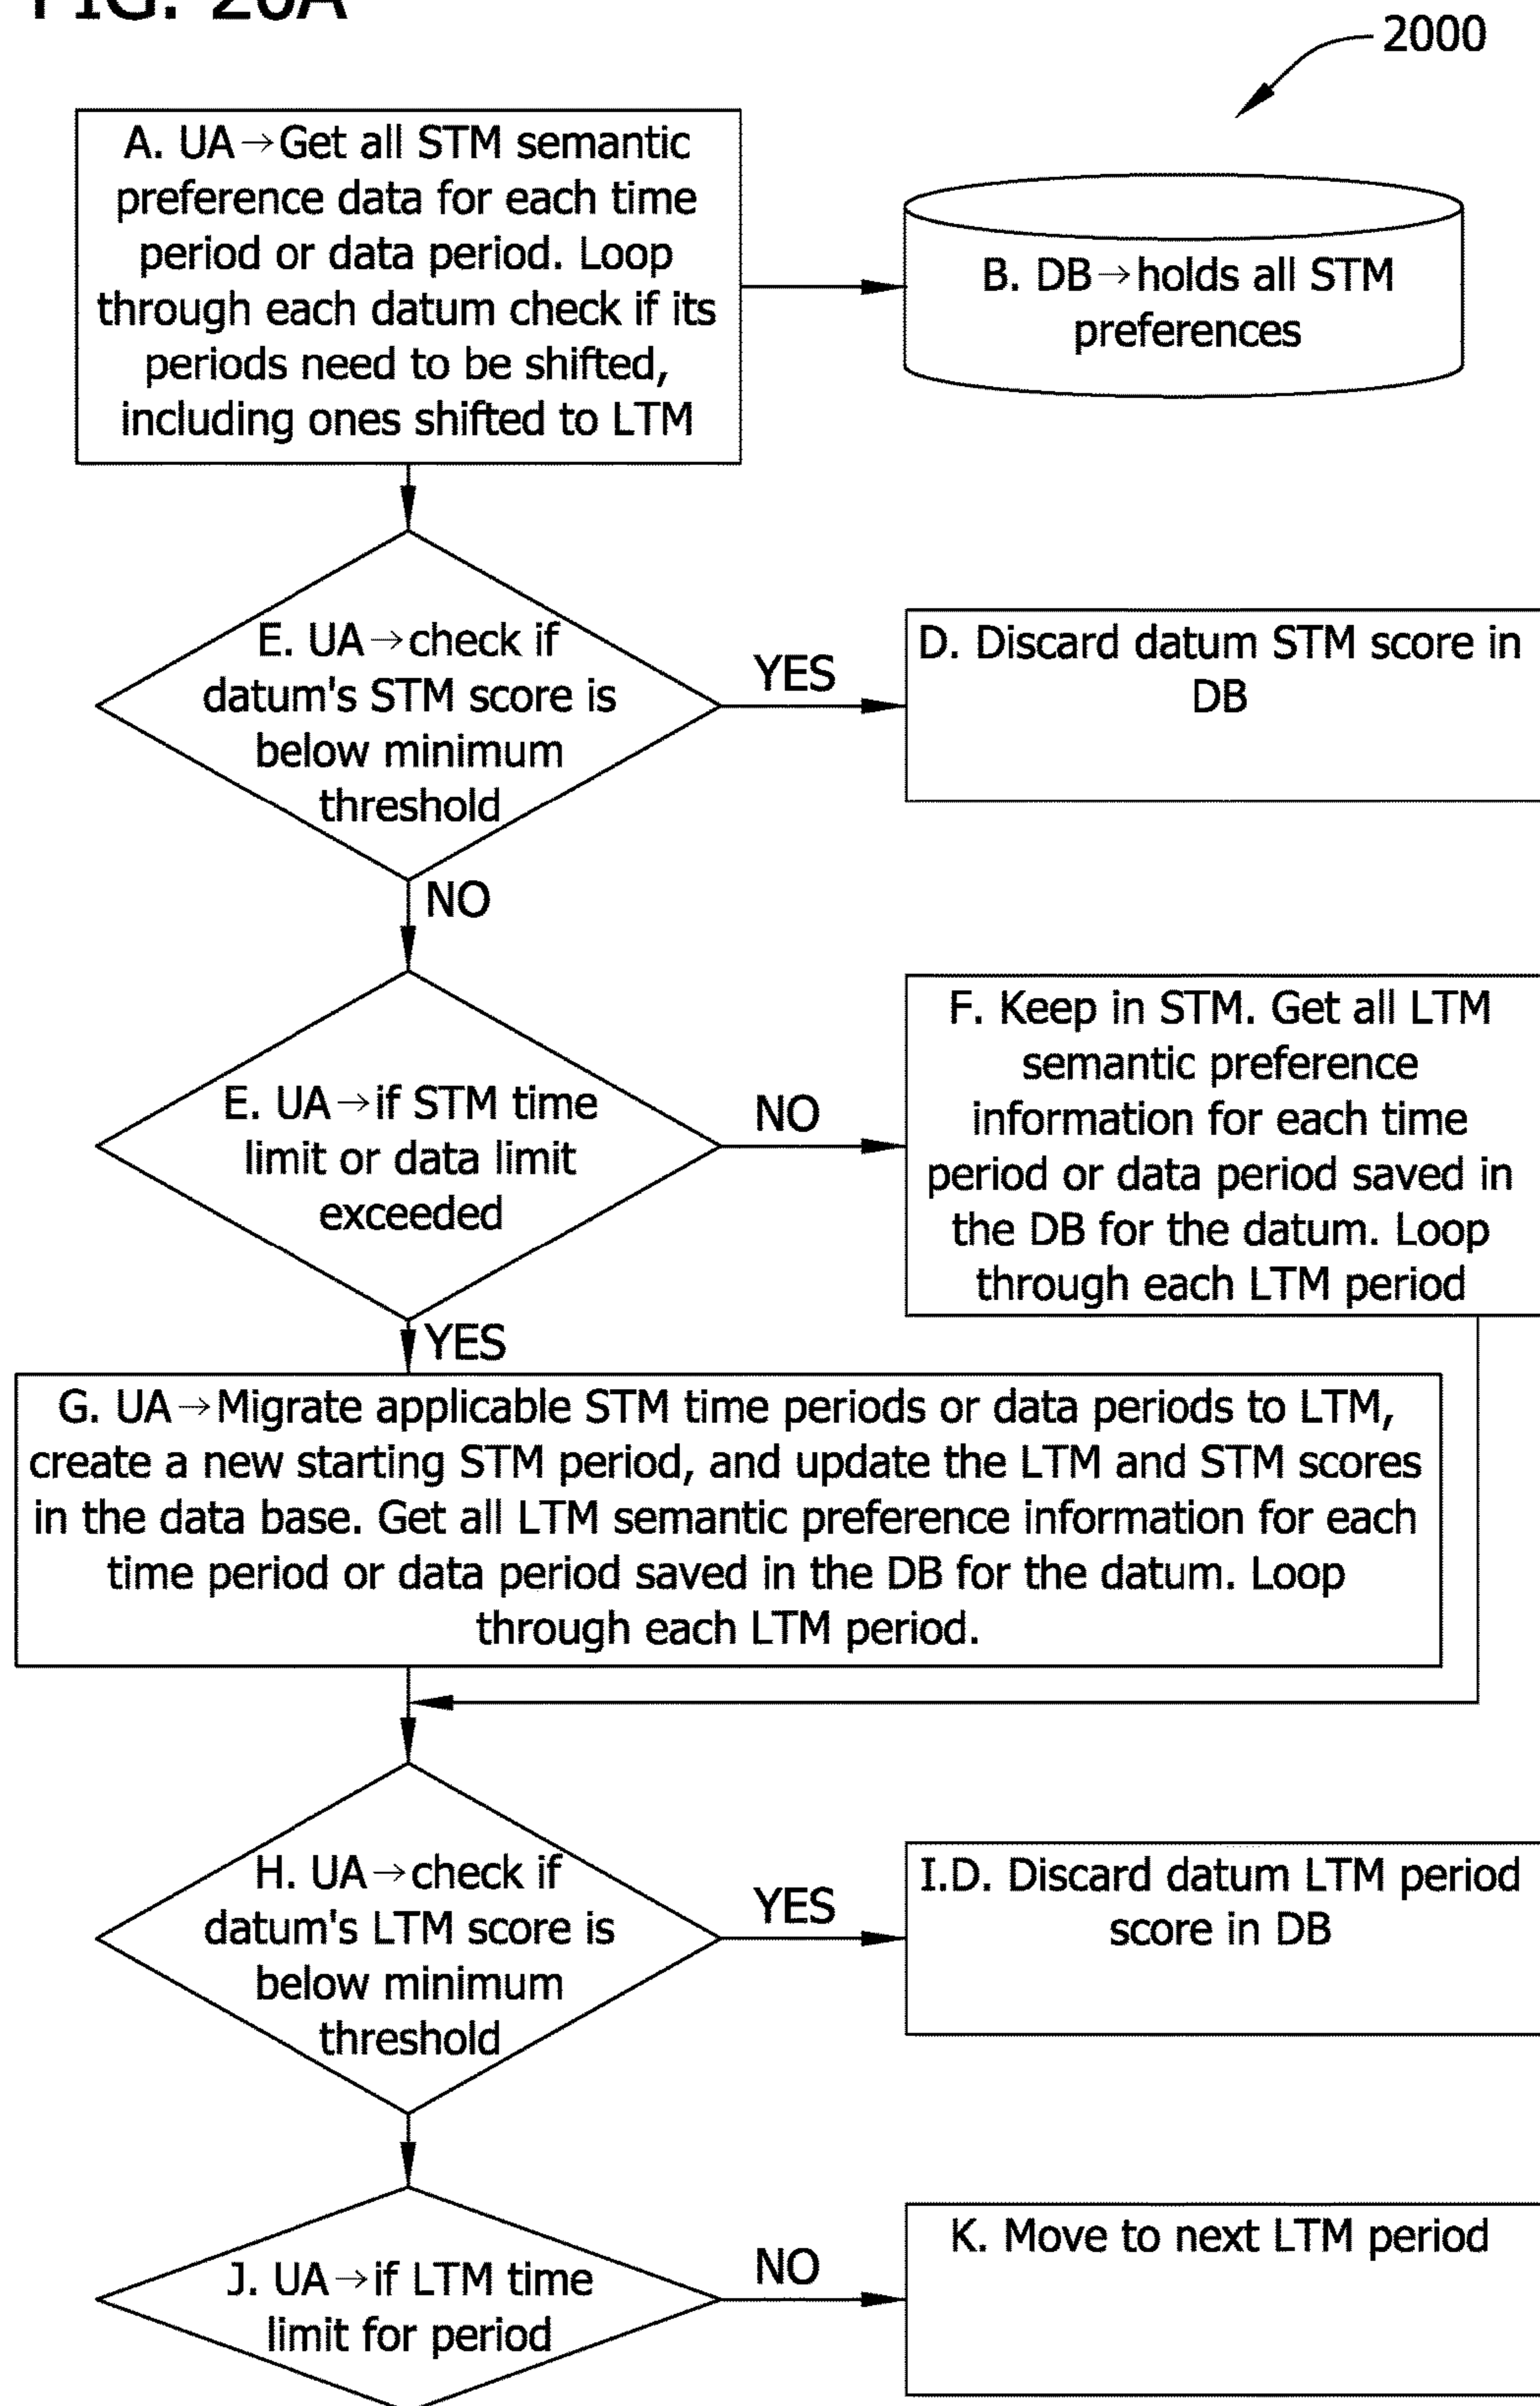 FIG. 20A
2000
A. UA→Get all STM semantic
preference data for each time
period or data period. Loop
through each datum check if its
periods need to be shifted,
including ones shifted to LTM
B. DB→holds all STM
preferences
E. UA→check if
datum's STM score is
below minimum
threshold
YES
D. Discard datum STM score in
DB
NO
E. UA→if STM time
limit or data limit
exceeded
NO
F. Keep in STM. Get all LTM
semantic preference
information for each time
period or data period saved in
the DB for the datum. Loop
through each LTM period
YES
G. UA→Migrate applicable STM time periods or data periods to LTM,
create a new starting STM period, and update the LTM and STM scores
in the data base. Get all LTM semantic preference information for each
time period or data period saved in the DB for the datum. Loop
through each LTM period.
H. UA→check if
datum's LTM score is
below minimum
threshold
YES
I.D. Discard datum LTM period
score in DB
J. UA→if LTM time
limit for period
NO
K. Move to next LTM period